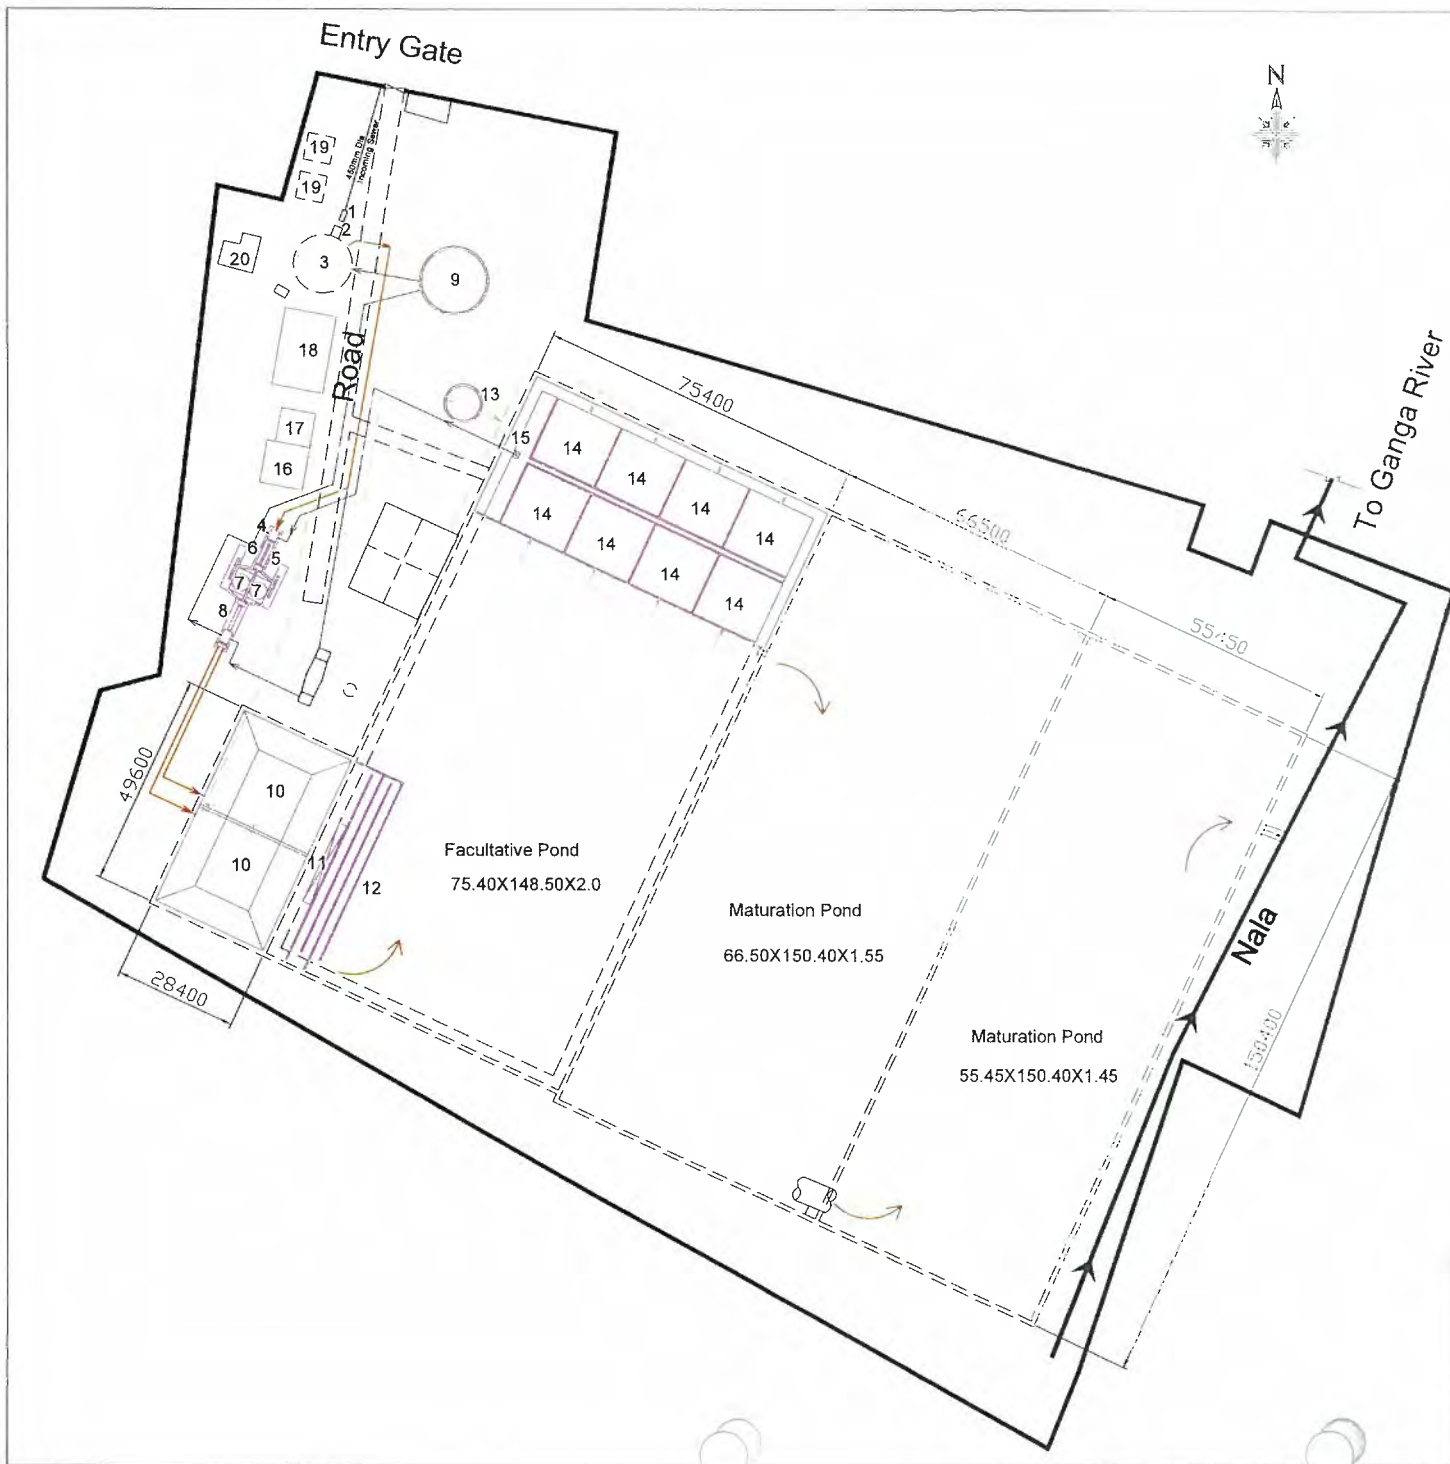 Entry Gate
N
450mm Dia
Incoming Sewer
19
19
1
2
20
3
9
To Ganga River
18
Road
13
75400
17
15
14
14
14
14
16
14
14
14
14
66500
4
6
5
7
7
8
55450
49600
10
10
11
12
Facultative Pond
75.40X148.50X2.0
Maturation Pond
66.50X150.40X1.55
Nala
28400
Maturation Pond
55.45X150.40X1.45
150400